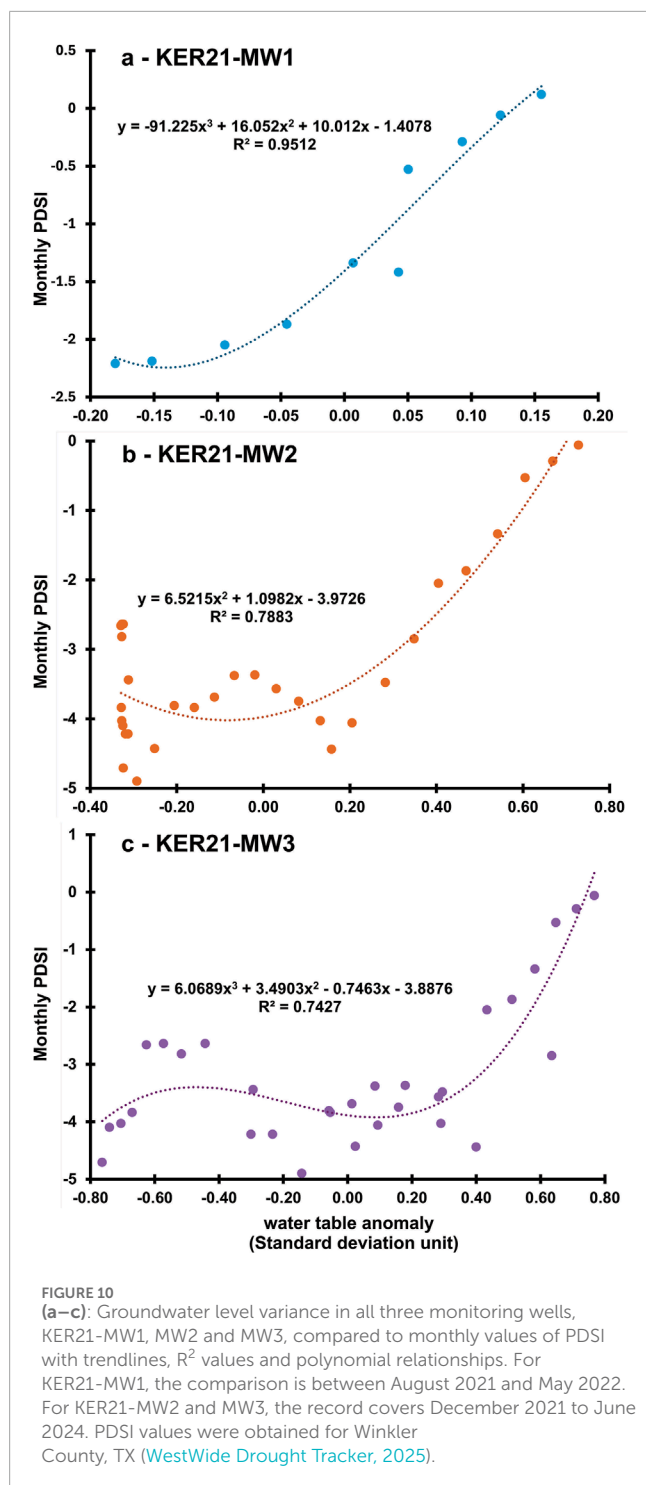 a - KER21-MW1
0.5
0
-0.5
-1
-1.5
-2
-2.5
Monthly PDSI
y = -91.225x³ + 16.052x² + 10.012x - 1.4078
R² = 0.9512
-0.20 -0.15 -0.10 -0.05 0.00 0.05 0.10 0.15 0.20
b - KER21-MW2
0
-1
-2
-3
-4
-5
Monthly PDSI
y = 6.5215x² + 1.0982x - 3.9726
R² = 0.7883
-0.40 -0.20 0.00 0.20 0.40 0.60 0.80
c - KER21-MW3
1
0
-1
-2
-3
-4
-5
Monthly PDSI
y = 6.0689x³ + 3.4903x² - 0.7463x - 3.8876
R² = 0.7427
-0.80 -0.60 -0.40 -0.20 0.00 0.20 0.40 0.60 0.80
water table anomaly
(Standard deviation unit)
FIGURE 10
(a–c): Groundwater level variance in all three monitoring wells,
KER21-MW1, MW2 and MW3, compared to monthly values of PDSI
with trendlines, R² values and polynomial relationships. For
KER21-MW1, the comparison is between August 2021 and May 2022.
For KER21-MW2 and MW3, the record covers December 2021 to June
2024. PDSI values were obtained for Winkler
County, TX (WestWide Drought Tracker, 2025).